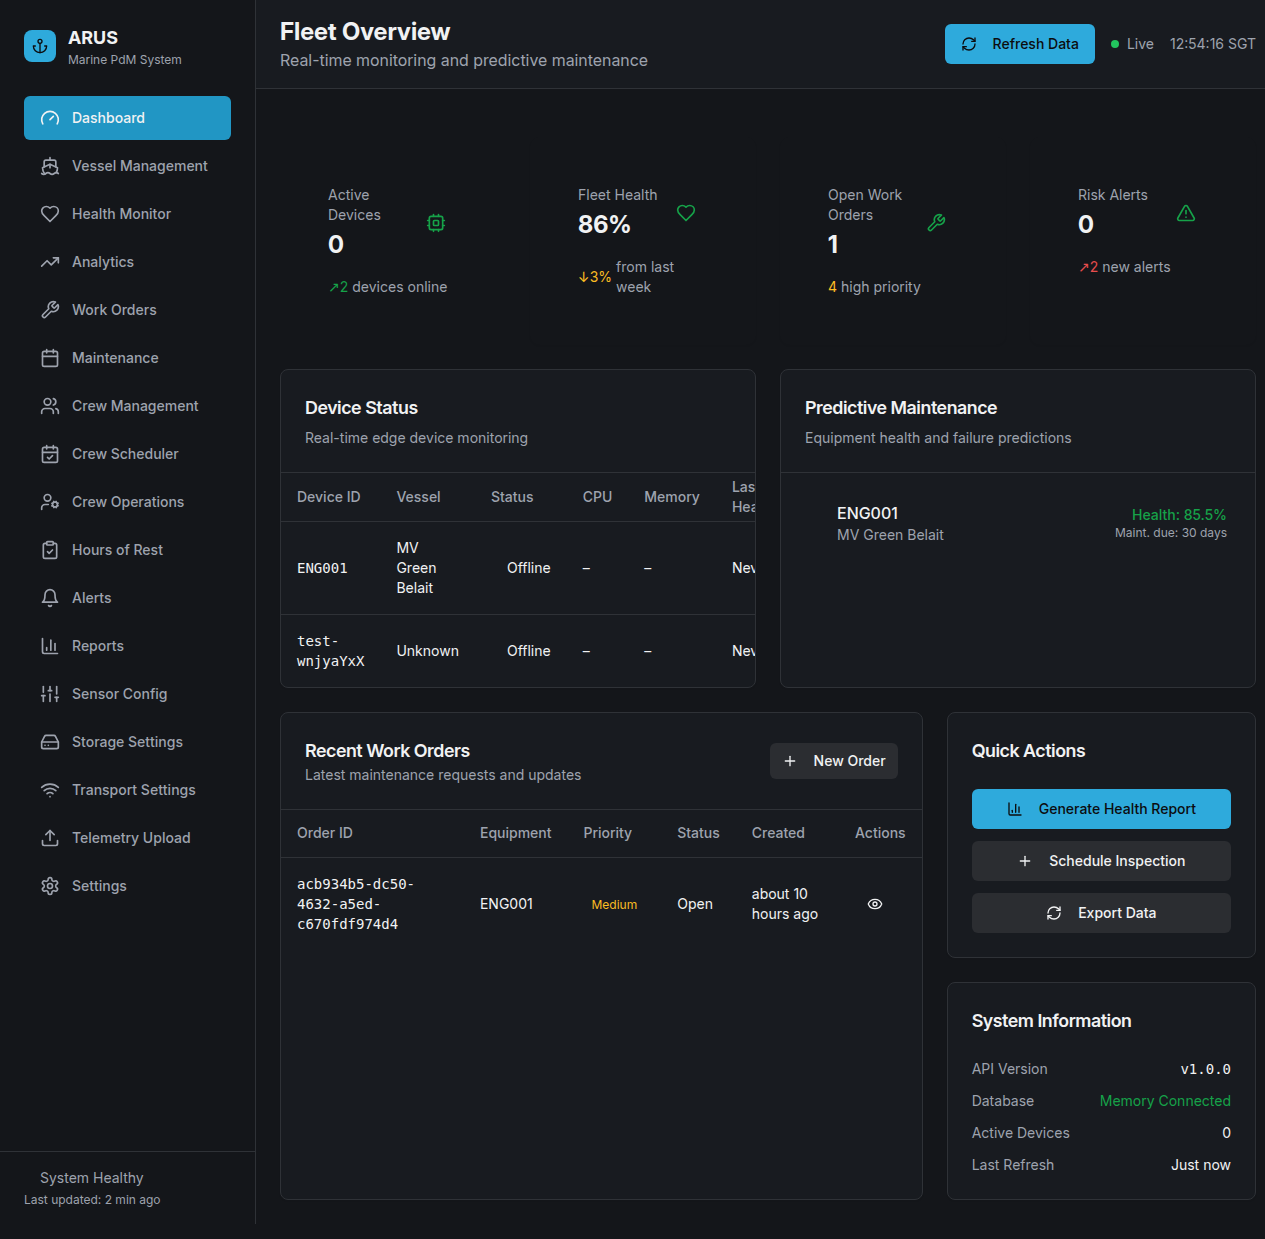 ARUS
Marine PdM System
Dashboard
Vessel Management
Health Monitor
Analytics
Work Orders
Maintenance
Crew Management
Crew Scheduler
Crew Operations
Hours of Rest
Alerts
Reports
Sensor Config
Storage Settings
Transport Settings
Telemetry Upload
Settings
System Healthy
Last updated: 2 min ago
Fleet Overview
Real-time monitoring and predictive maintenance
Refresh Data
Live
12:54:16 SGT
Active
Devices
0
↗2 devices online
Fleet Health
86%
↓3% from last
week
Open Work
Orders
1
4 high priority
Risk Alerts
0
↗2 new alerts
Device Status
Real-time edge device monitoring
Device ID Vessel Status CPU Memory Las
Hea
ENG001 MV
Green
Belait Offline – – Nev
test-
wnjyaYxX Unknown Offline – – Nev
Predictive Maintenance
Equipment health and failure predictions
ENG001
MV Green Belait
Health: 85.5%
Maint. due: 30 days
Recent Work Orders
Latest maintenance requests and updates
New Order
Order ID Equipment Priority Status Created Actions
acb934b5-dc50-
4632-a5ed-
c670fdf974d4 ENG001 Medium Open about 10
hours ago
Quick Actions
Generate Health Report
Schedule Inspection
Export Data
System Information
API Version v1.0.0
Database Memory Connected
Active Devices 0
Last Refresh Just now